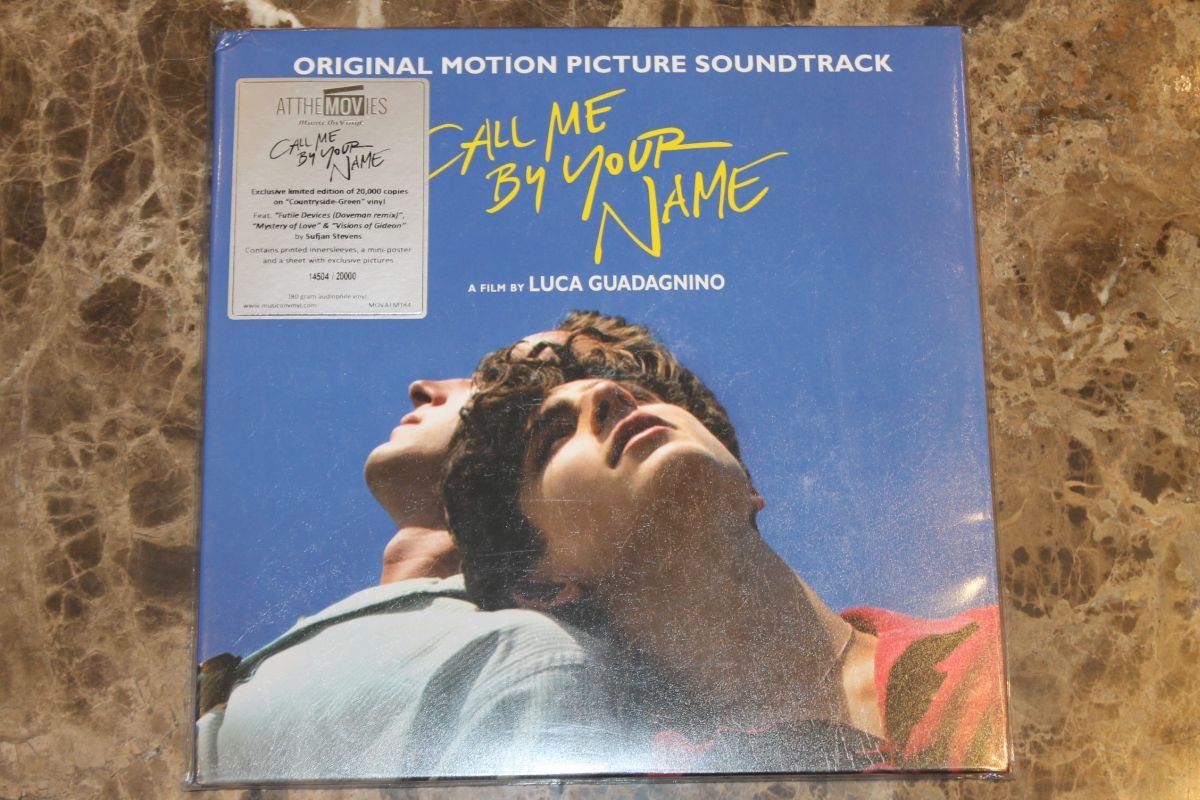 ORIGINAL MOTION PICTURE SOUNDTRACK
CALL ME
BY YOUR
NAME
A FILM BY LUCA GUADAGNINO
ATTHEMOVIES
Music On Vinyl
CALL ME
BY YOUR
NAME
Exclusive limited edition of 20,000 copies
on "Countryside-Green" vinyl
Feat. "Futile Devices (Doveman remix)",
"Mystery of Love" & "Visions of Gideon"
by Sufjan Stevens
Contains printed innersleeves, a mini-poster
and a sheet with exclusive pictures
14504 / 20000
180 gram audiophile vinyl
www.musiconvinyl.com MOVATM184